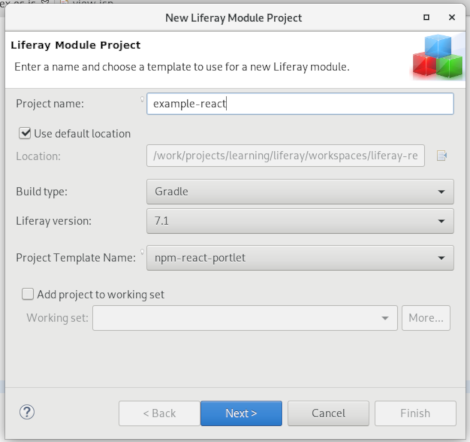 New Liferay Module Project
Liferay Module Project
Enter a name and choose a template to use for a new Liferay module.
Project name: example-react
Use default location
Location: /work/projects/learning/liferay/workspaces/liferay-re
Build type: Gradle
Liferay version: 7.1
Project Template Name: npm-react-portlet
Add project to working set
Working set: More...
? < Back Next > Cancel Finish